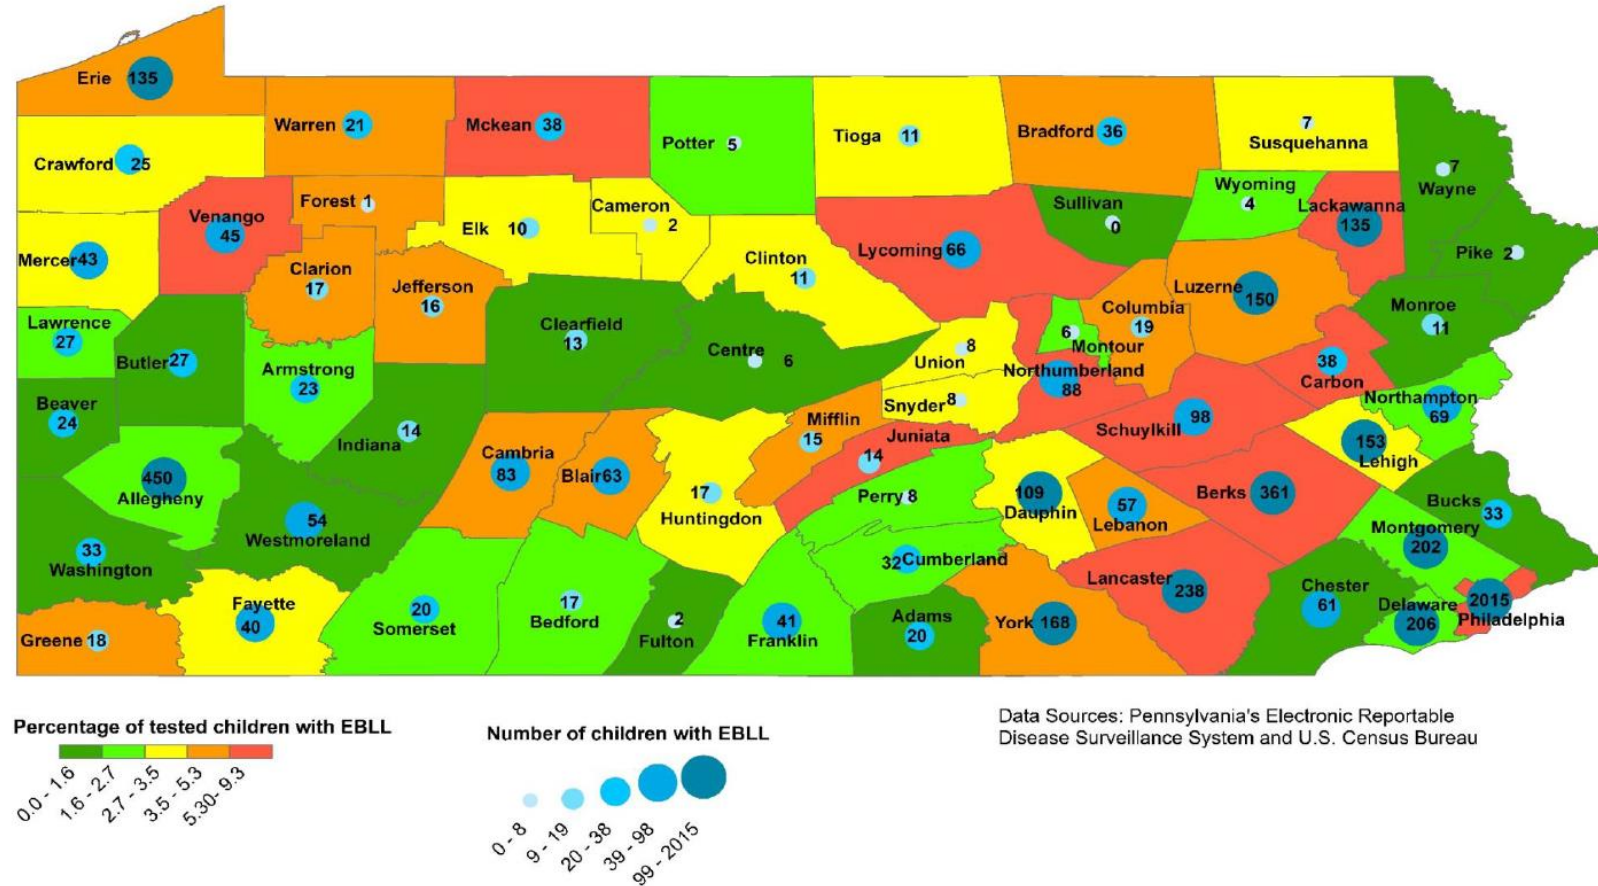 Erie 135
Warren 21
Mckean 38
Potter 5
Tioga 11
Bradford 36
7
Susquehanna
Crawford 25
7
Wayne
Venango
45
Forest 1
Elk 10
Cameron
2
Sullivan
0
Wyoming
4
Lackawanna
135
Mercer 43
Clarion
17
Jefferson
16
Clinton
11
Lycoming 66
Luzerne
150
Pike 2
Lawrence
27
Butler 27
Armstrong
23
Clearfield
13
Centre 6
Union 8
6
Montour
Columbia
19
Monroe
11
Northumberland
88
38
Carbon
Beaver
24
Indiana 14
Snyder 8
Mifflin
15
Juniata
14
Schuylkill 98
Northampton
69
450
Allegheny
Cambria
83
Blair 63
153
Lehigh
54
Westmoreland
17
Huntingdon
Perry 8
109
Dauphin
57
Lebanon
Berks 361
Bucks
33
33
Washington
32 Cumberland
Montgomery
202
Greene 18
Fayette
40
20
Somerset
17
Bedford
2
Fulton
41
Franklin
Adams
20
York 168
Lancaster
238
Chester
61
Delaware
206
2015
Philadelphia
Percentage of tested children with EBLL
0.0 - 1.6
1.6 - 2.7
2.7 - 3.5
3.5 - 5.3
5.30- 9.3
Number of children with EBLL
0 - 8
9 - 19
20 - 38
39 - 98
99 - 2015
Data Sources: Pennsylvania's Electronic Reportable
Disease Surveillance System and U.S. Census Bureau